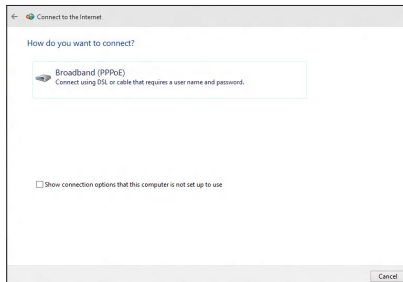 Connect to the Internet
How do you want to connect?
Broadband (PPPoE)
Connect using DSL or cable that requires a user name and password.
Show connection options that this computer is not set up to use
Cancel